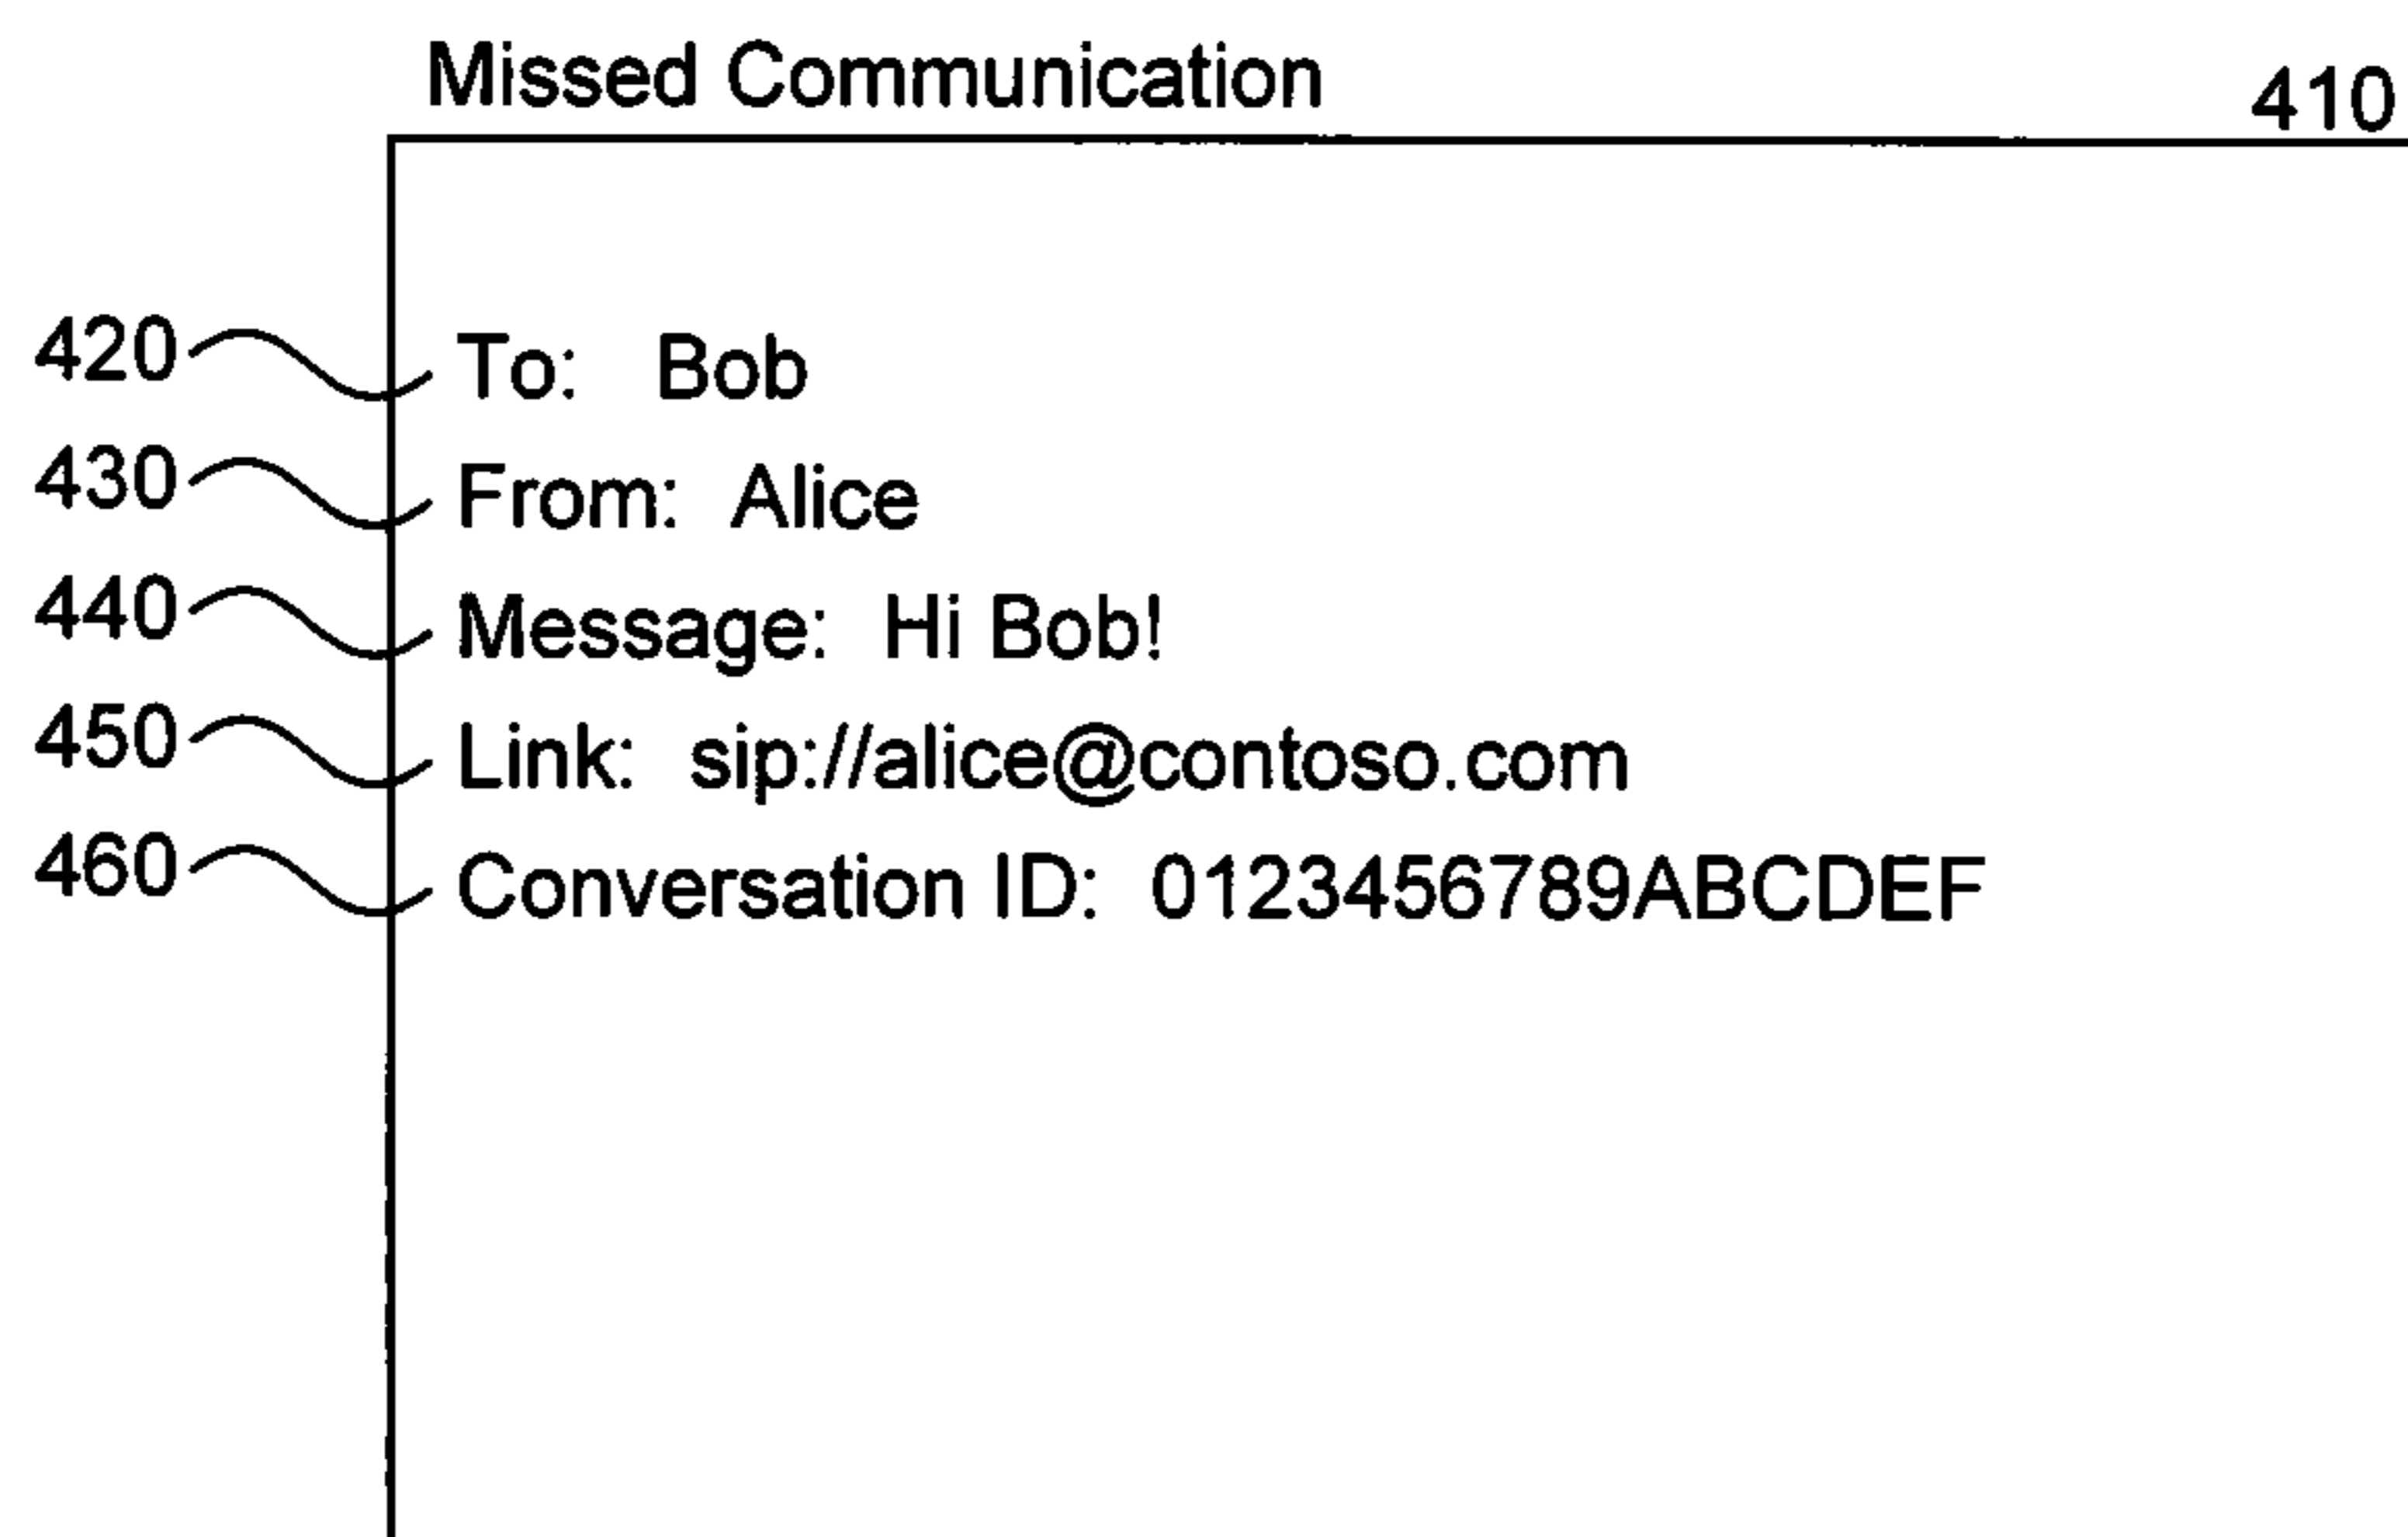 Missed Communication 410
420 To: Bob
430 From: Alice
440 Message: Hi Bob!
450 Link: sip://alice@contoso.com
460 Conversation ID: 0123456789ABCDEF